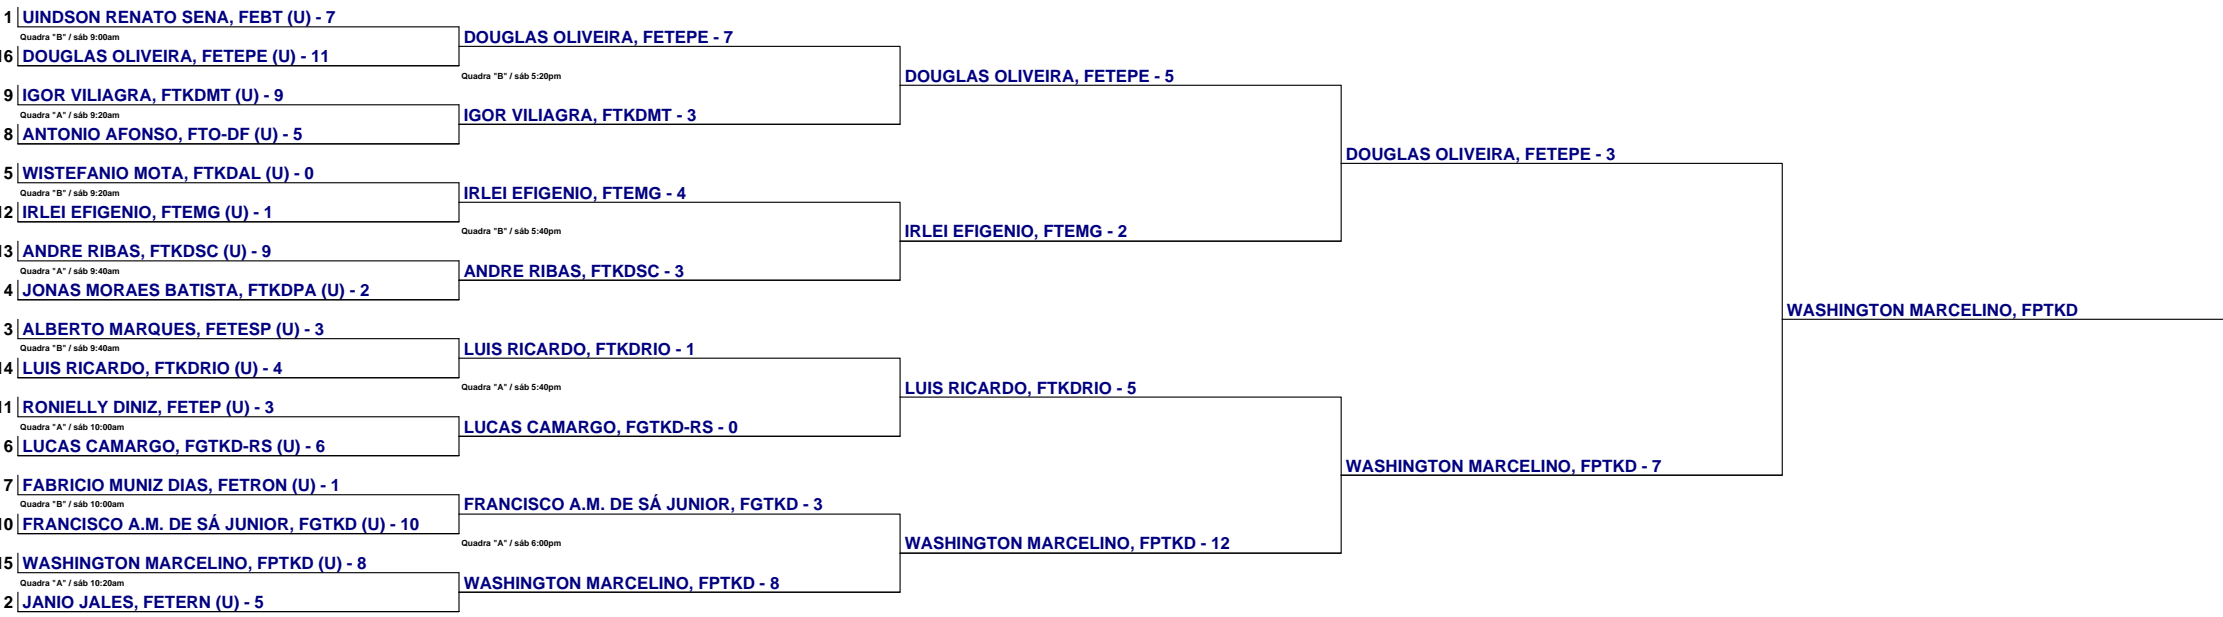 1 UINDSON RENATO SENA, FEBT (U) - 7
Quadra "B" / sáb 9:00am
16 DOUGLAS OLIVEIRA, FETEPE (U) - 11
9 IGOR VILIAGRA, FTKDMT (U) - 9
Quadra "A" / sáb 9:20am
8 ANTONIO AFONSO, FTO-DF (U) - 5
5 WISTEFANIO MOTA, FTKDAL (U) - 0
Quadra "B" / sáb 9:20am
12 IRLEI EFIGENIO, FTEMG (U) - 1
13 ANDRE RIBAS, FTKDSC (U) - 9
Quadra "A" / sáb 9:40am
4 JONAS MORAES BATISTA, FTKDPA (U) - 2
3 ALBERTO MARQUES, FETESP (U) - 3
Quadra "B" / sáb 9:40am
14 LUIS RICARDO, FTKDRIO (U) - 4
11 RONIELLY DINIZ, FETEP (U) - 3
Quadra "A" / sáb 10:00am
6 LUCAS CAMARGO, FGTKD-RS (U) - 6
7 FABRICIO MUNIZ DIAS, FETRON (U) - 1
Quadra "B" / sáb 10:00am
10 FRANCISCO A.M. DE SÁ JUNIOR, FGTKD (U) - 10
15 WASHINGTON MARCELINO, FPTKD (U) - 8
Quadra "A" / sáb 10:20am
2 JANIO JALES, FETERN (U) - 5
DOUGLAS OLIVEIRA, FETEPE - 7
Quadra "B" / sáb 5:20pm
IGOR VILIAGRA, FTKDMT - 3
IRLEI EFIGENIO, FTEMG - 4
Quadra "B" / sáb 5:40pm
ANDRE RIBAS, FTKDSC - 3
LUIS RICARDO, FTKDRIO - 1
Quadra "A" / sáb 5:40pm
LUCAS CAMARGO, FGTKD-RS - 0
FRANCISCO A.M. DE SÁ JUNIOR, FGTKD - 3
Quadra "A" / sáb 6:00pm
WASHINGTON MARCELINO, FPTKD - 8
DOUGLAS OLIVEIRA, FETEPE - 5
IRLEI EFIGENIO, FTEMG - 2
LUIS RICARDO, FTKDRIO - 5
WASHINGTON MARCELINO, FPTKD - 12
DOUGLAS OLIVEIRA, FETEPE - 3
WASHINGTON MARCELINO, FPTKD - 7
WASHINGTON MARCELINO, FPTKD